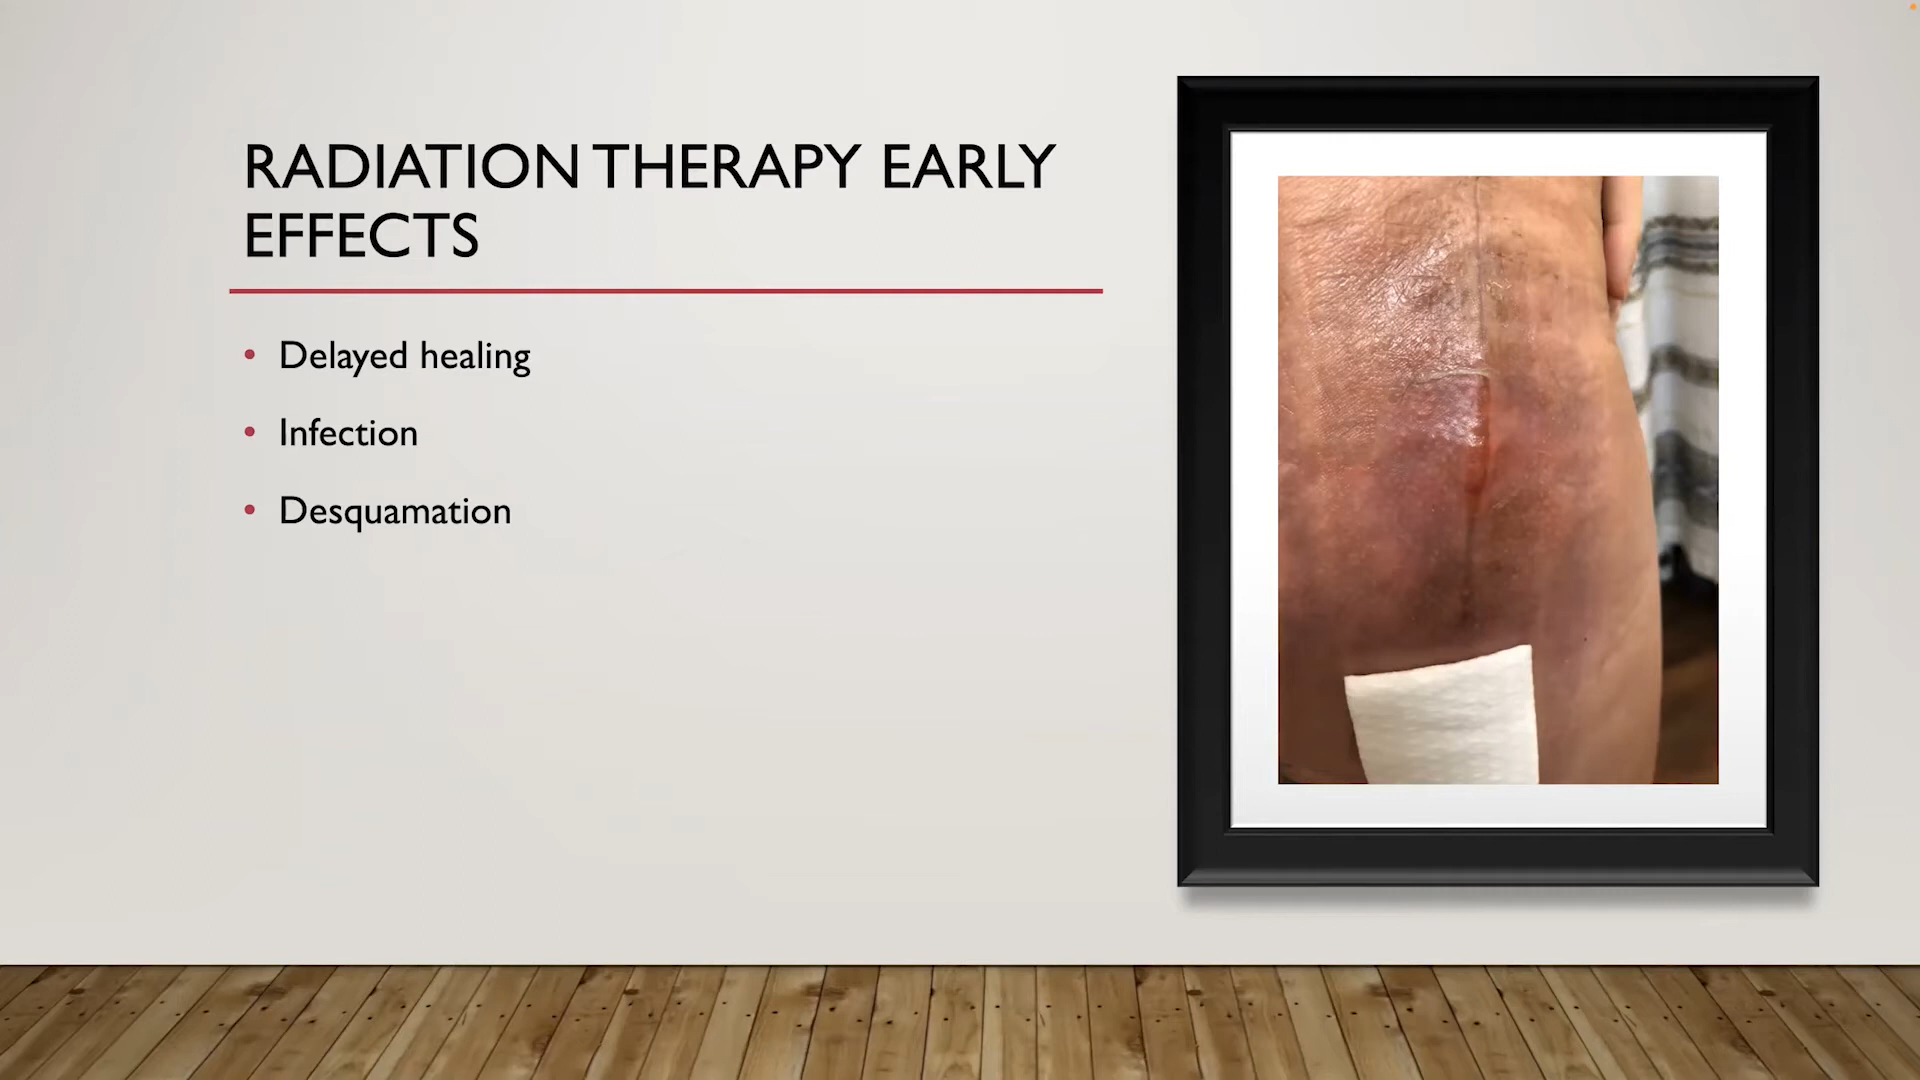 RADIATION THERAPY EARLY
EFFECTS
• Delayed healing
• Infection
• Desquamation